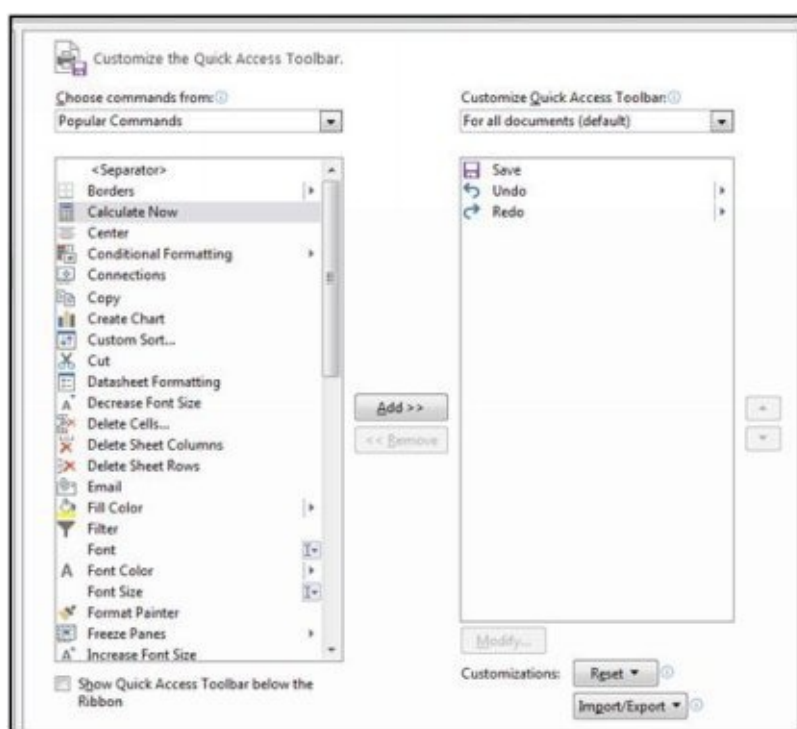 Customize the Quick Access Toolbar.
Choose commands from:
Popular Commands
<Separator>
Borders
Calculate Now
Center
Conditional Formatting
Connections
Copy
Create Chart
Custom Sort...
Cut
Datasheet Formatting
Decrease Font Size
Delete Cells...
Delete Sheet Columns
Delete Sheet Rows
Email
Fill Color
Filter
Font
Font Color
Font Size
Format Painter
Freeze Panes
Increase Font Size
Show Quick Access Toolbar below the
Ribbon
Add >>
<< Remove
Customize Quick Access Toolbar:
For all documents (default)
Save
Undo
Redo
Modify...
Customizations:
Reset
Import/Export